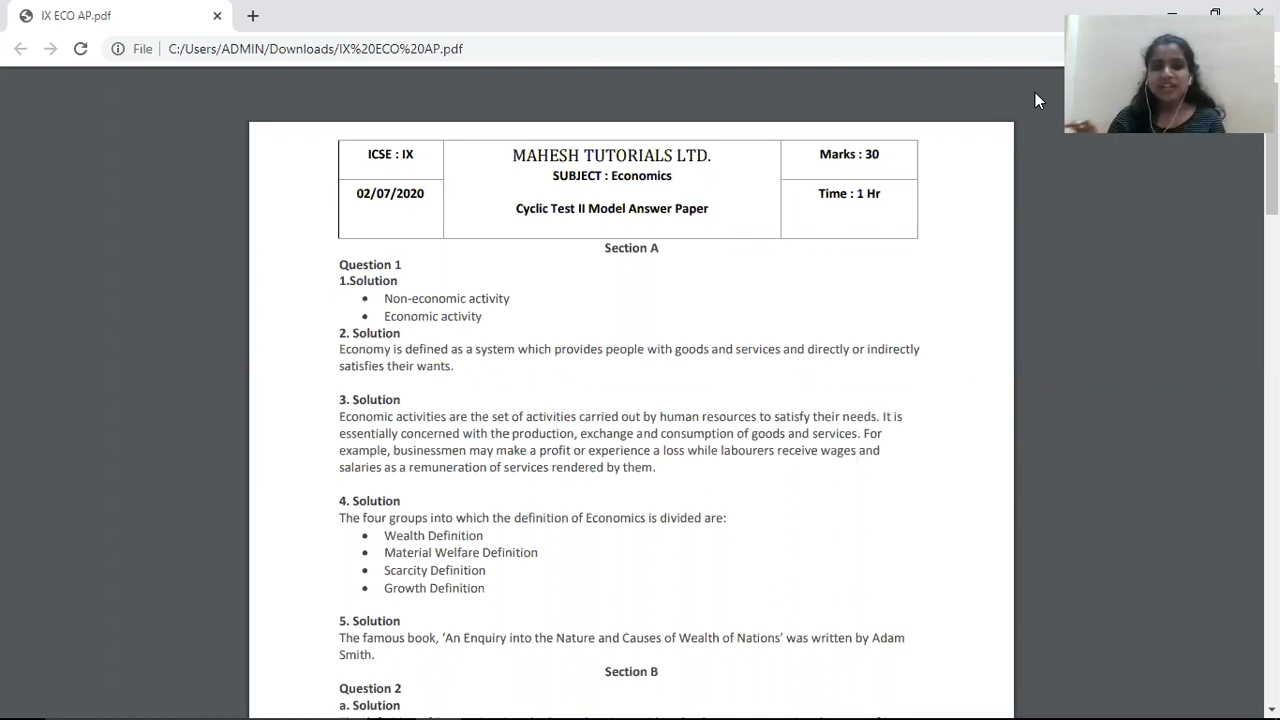 IX ECO AP.pdf
File
C:/Users/ADMIN/Downloads/IX%20ECO%20AP.pdf
ICSE : IX
MAHESH TUTORIALS LTD.
Marks : 30
SUBJECT : Economics
02/07/2020
Time : 1 Hr
Cyclic Test II Model Answer Paper
Section A
Question 1
1.Solution
• Non-economic activity
• Economic activity
2. Solution
Economy is defined as a system which provides people with goods and services and directly or indirectly
satisfies their wants.
3. Solution
Economic activities are the set of activities carried out by human resources to satisfy their needs. It is
essentially concerned with the production, exchange and consumption of goods and services. For
example, businessmen may make a profit or experience a loss while labourers receive wages and
salaries as a remuneration of services rendered by them.
4. Solution
The four groups into which the definition of Economics is divided are:
• Wealth Definition
• Material Welfare Definition
• Scarcity Definition
• Growth Definition
5. Solution
The famous book, ‘An Enquiry into the Nature and Causes of Wealth of Nations’ was written by Adam
Smith.
Section B
Question 2
a. Solution